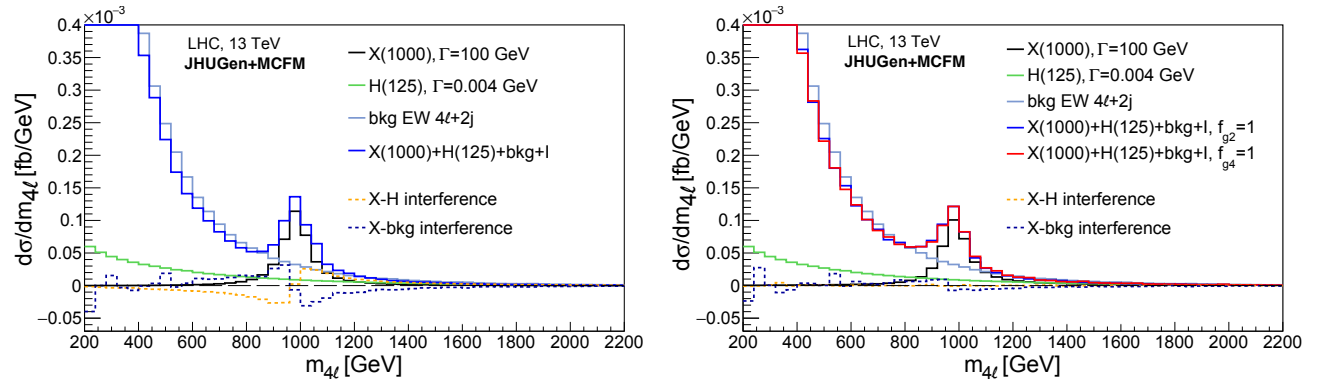 ×10⁻³
0.4
0.35
0.3
0.25
0.2
0.15
0.1
0.05
0
−0.05
dσ/dm4ℓ [fb/GeV]
LHC, 13 TeV
JHUGen+MCFM
X(1000), Γ=100 GeV
H(125), Γ=0.004 GeV
bkg EW 4ℓ+2j
X(1000)+H(125)+bkg+I
X-H interference
X-bkg interference
200 400 600 800 1000 1200 1400 1600 1800 2000 2200
m4ℓ [GeV]
×10⁻³
0.4
0.35
0.3
0.25
0.2
0.15
0.1
0.05
0
−0.05
dσ/dm4ℓ [fb/GeV]
LHC, 13 TeV
JHUGen+MCFM
X(1000), Γ=100 GeV
H(125), Γ=0.004 GeV
bkg EW 4ℓ+2j
X(1000)+H(125)+bkg+I, fg2=1
X(1000)+H(125)+bkg+I, fg4=1
X-H interference
X-bkg interference
200 400 600 800 1000 1200 1400 1600 1800 2000 2200
m4ℓ [GeV]